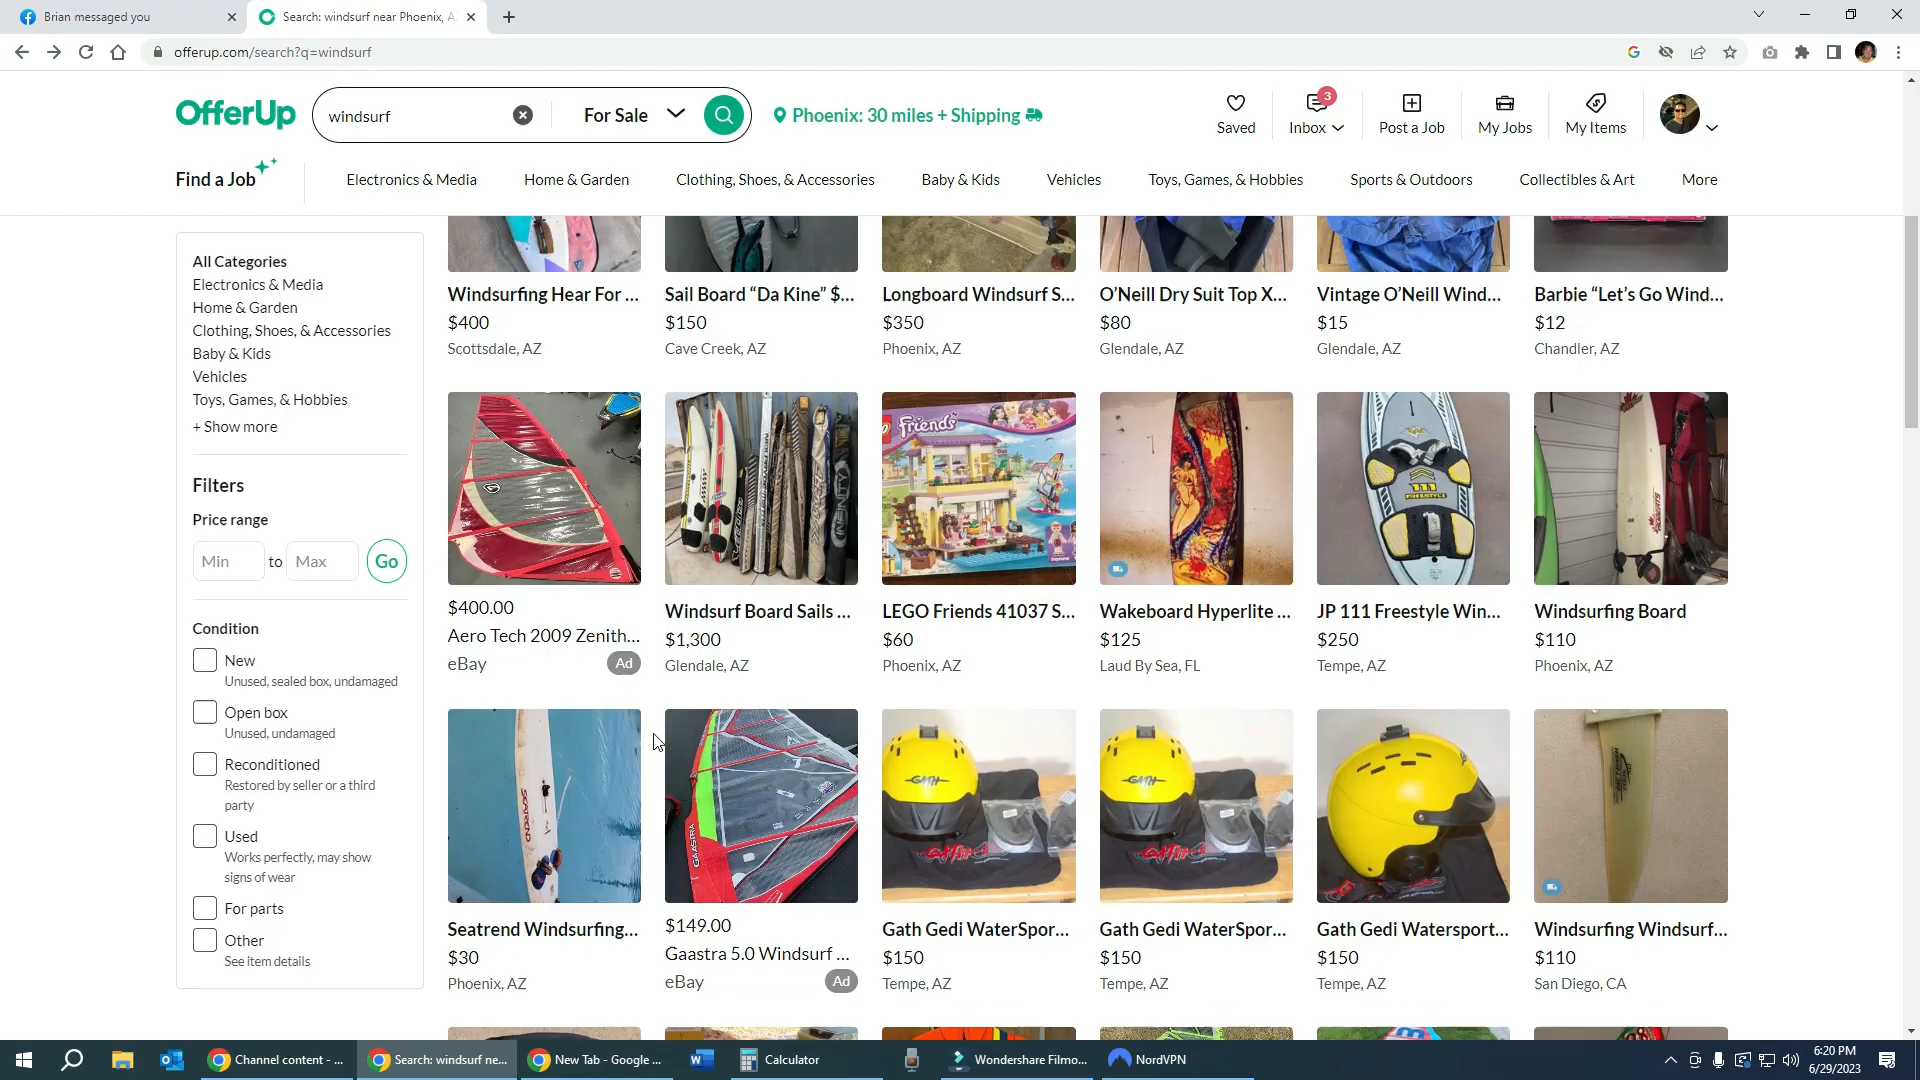 Brian messaged you
Search: windsurf near Phoenix, A
offerup.com/search?q=windsurf
OfferUp
windsurf
For Sale
Phoenix: 30 miles + Shipping
Saved
3
Inbox
Post a Job
My Jobs
My Items
Find a Job
Electronics & Media
Home & Garden
Clothing, Shoes, & Accessories
Baby & Kids
Vehicles
Toys, Games, & Hobbies
Sports & Outdoors
Collectibles & Art
More
All Categories
Electronics & Media
Home & Garden
Clothing, Shoes, & Accessories
Baby & Kids
Vehicles
Toys, Games, & Hobbies
+ Show more
Filters
Price range
Min
to
Max
Go
Condition
New
Unused, sealed box, undamaged
Open box
Unused, undamaged
Reconditioned
Restored by seller or a third
party
Used
Works perfectly, may show
signs of wear
For parts
Other
See item details
Windsurfing Hear For ...
$400
Scottsdale, AZ
Sail Board “Da Kine” $...
$150
Cave Creek, AZ
Longboard Windsurf S...
$350
Phoenix, AZ
O’Neill Dry Suit Top X...
$80
Glendale, AZ
Vintage O’Neill Wind...
$15
Glendale, AZ
Barbie “Let’s Go Wind...
$12
Chandler, AZ
$400.00
Aero Tech 2009 Zenith...
eBay
Ad
Windsurf Board Sails ...
$1,300
Glendale, AZ
Friends
LEGO Friends 41037 S...
$60
Phoenix, AZ
Wakeboard Hyperlite ...
$125
Laud By Sea, FL
111
FREESTYLE
JP 111 Freestyle Win...
$250
Tempe, AZ
Windsurfing Board
$110
Phoenix, AZ
SEATREND
Seatrend Windsurfing...
$30
Phoenix, AZ
GAASTRA
$149.00
Gaastra 5.0 Windsurf ...
eBay
Ad
GATH
GATH
Gath Gedi WaterSpor...
$150
Tempe, AZ
GATH
GATH
Gath Gedi WaterSpor...
$150
Tempe, AZ
Gath Gedi Watersport...
$150
Tempe, AZ
Windsurfing Windsurf...
$110
San Diego, CA
Channel content - ...
Search: windsurf ne...
New Tab - Google ...
Calculator
Wondershare Filmo...
NordVPN
6:20 PM
6/29/2023